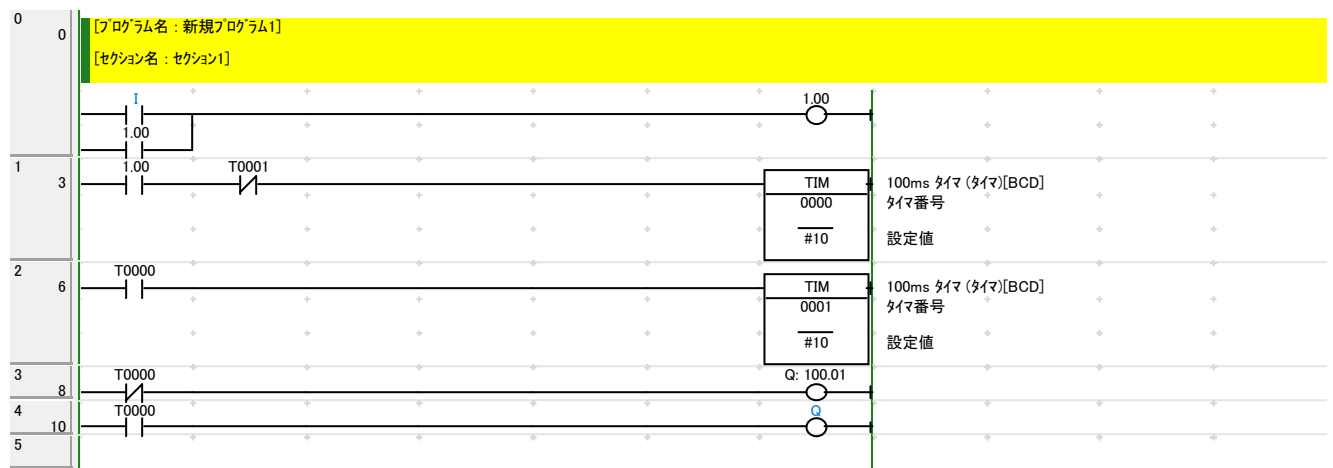 0
0
[プログラム名 : 新規プログラム1]
[セクション名 : セクション1]
I
1.00
1.00
1
3
1.00
T0001
TIM
100ms タイマ (タイマ)[BCD]
0000
タイマ番号
#10
設定値
2
6
T0000
TIM
100ms タイマ (タイマ)[BCD]
0001
タイマ番号
#10
設定値
3
8
T0000
Q: 100.01
4
10
T0000
Q
5